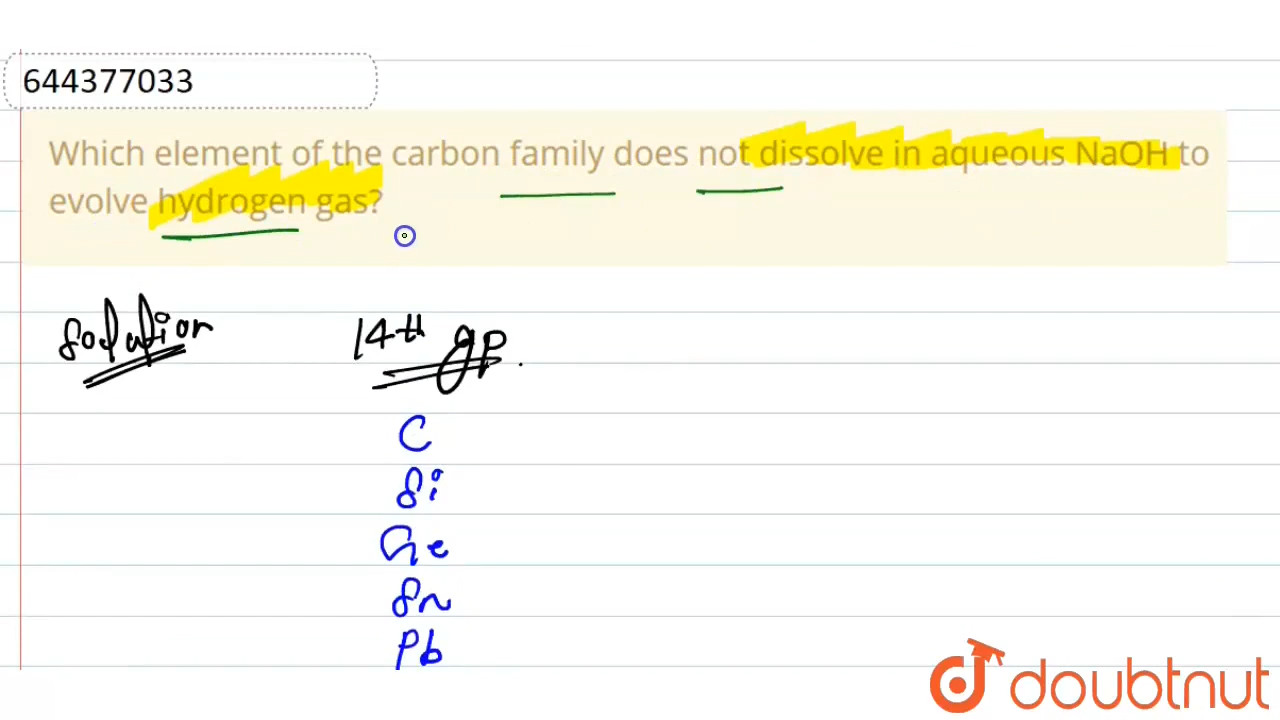 644377033
Which element of the carbon family does not dissolve in aqueous NaOH to
evolve hydrogen gas?
Solution 14th gp.
C
Si
Ge
Sn
Pb
doubtnut